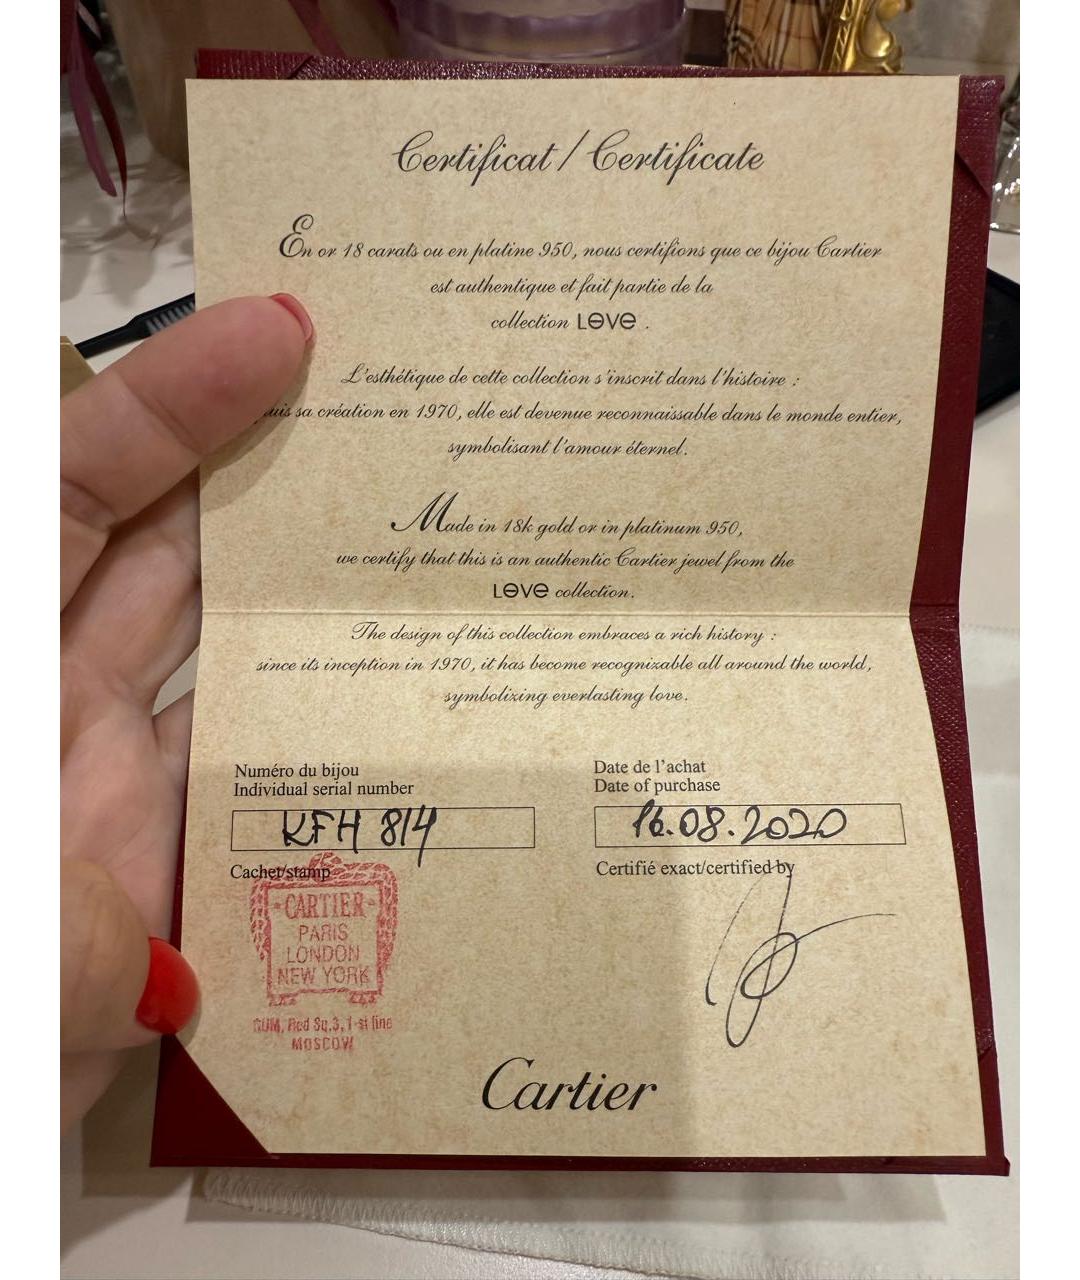 Certificat / Certificate
En or 18 carats ou en platine 950, nous certifions que ce bijou Cartier
est authentique et fait partie de la
collection LOVE .
L'esthétique de cette collection s'inscrit dans l'histoire :
sa création en 1970, elle est devenue reconnaissable dans le monde entier,
symbolisant l'amour éternel.
Made in 18k gold or in platinum 950,
we certify that this is an authentic Cartier jewel from the
LOVE collection.
The design of this collection embraces a rich history :
since its inception in 1970, it has become recognizable all around the world,
symbolizing everlasting love.
Numéro du bijou
Individual serial number
KFH 814
Date de l'achat
Date of purchase
16.08.2020
Cachet/stamp
Certifié exact/certified by
CARTIER
PARIS
LONDON
NEW YORK
GUM, Red Sq.3, 1-st line
MOSCOW
Cartier